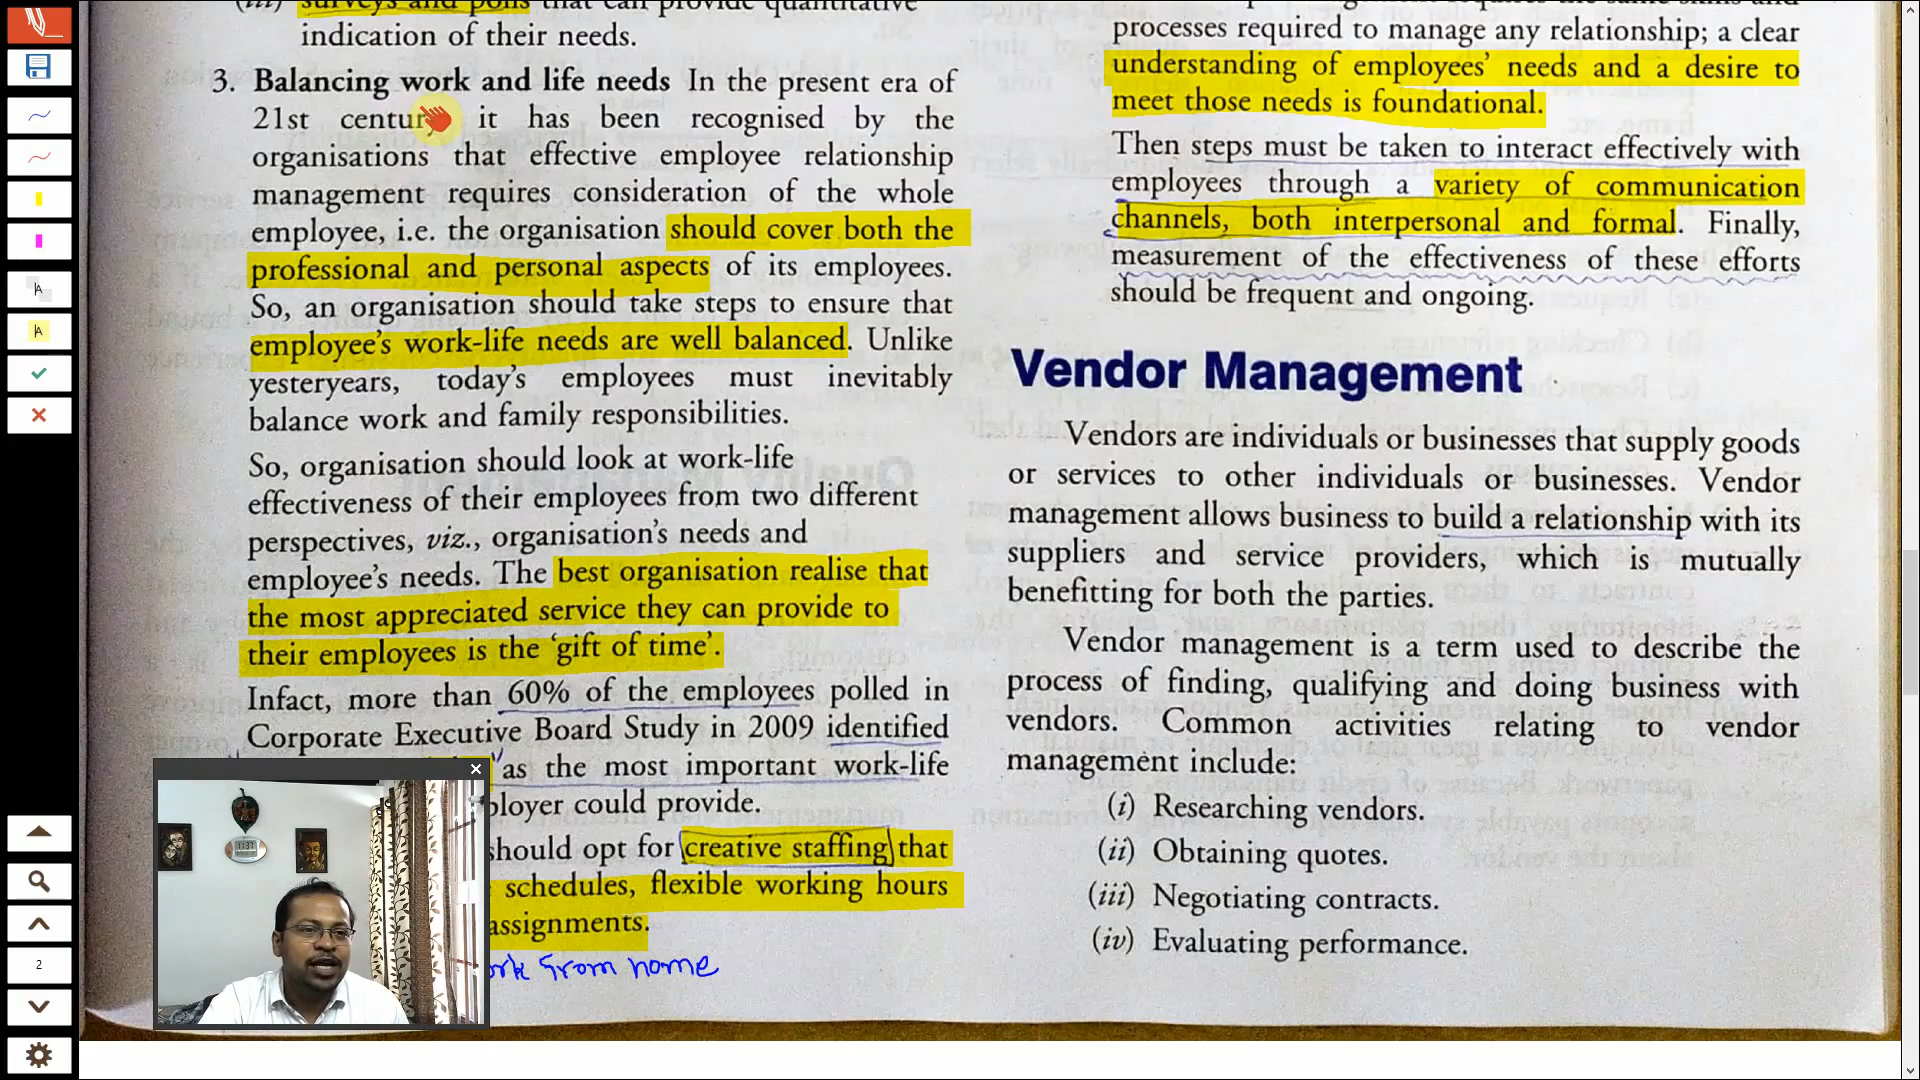 (iii) surveys and polls that can provide quantitative
indication of their needs.
3. Balancing work and life needs In the present era of
21st century it has been recognised by the
organisations that effective employee relationship
management requires consideration of the whole
employee, i.e. the organisation should cover both the
professional and personal aspects of its employees.
So, an organisation should take steps to ensure that
employee's work-life needs are well balanced. Unlike
yesteryears, today's employees must inevitably
balance work and family responsibilities.
So, organisation should look at work-life
effectiveness of their employees from two different
perspectives, viz., organisation's needs and
employee's needs. The best organisation realise that
the most appreciated service they can provide to
their employees is the 'gift of time'.
Infact, more than 60% of the employees polled in
Corporate Executive Board Study in 2009 identified
as the most important work-life
ployer could provide.
should opt for creative staffing that
schedules, flexible working hours
assignments.
ork from home
processes required to manage any relationship; a clear
understanding of employees' needs and a desire to
meet those needs is foundational.
Then steps must be taken to interact effectively with
employees through a variety of communication
channels, both interpersonal and formal. Finally,
measurement of the effectiveness of these efforts
should be frequent and ongoing.
Vendor Management
Vendors are individuals or businesses that supply goods
or services to other individuals or businesses. Vendor
management allows business to build a relationship with its
suppliers and service providers, which is mutually
benefitting for both the parties.
Vendor management is a term used to describe the
process of finding, qualifying and doing business with
vendors. Common activities relating to vendor
management include:
(i) Researching vendors.
(ii) Obtaining quotes.
(iii) Negotiating contracts.
(iv) Evaluating performance.
A
A
2